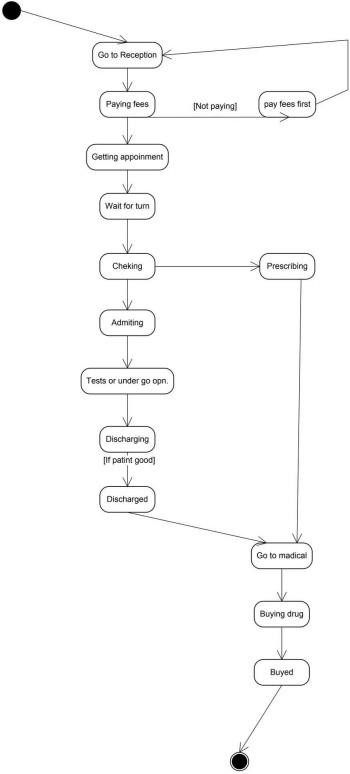 Go to Reception
Paying fees
[Not paying]
pay fees first
Getting appoinment
Wait for turn
Cheking
Prescribing
Admiting
Tests or under go opn.
Discharging
[If patint good]
Discharged
Go to madical
Buying drug
Buyed